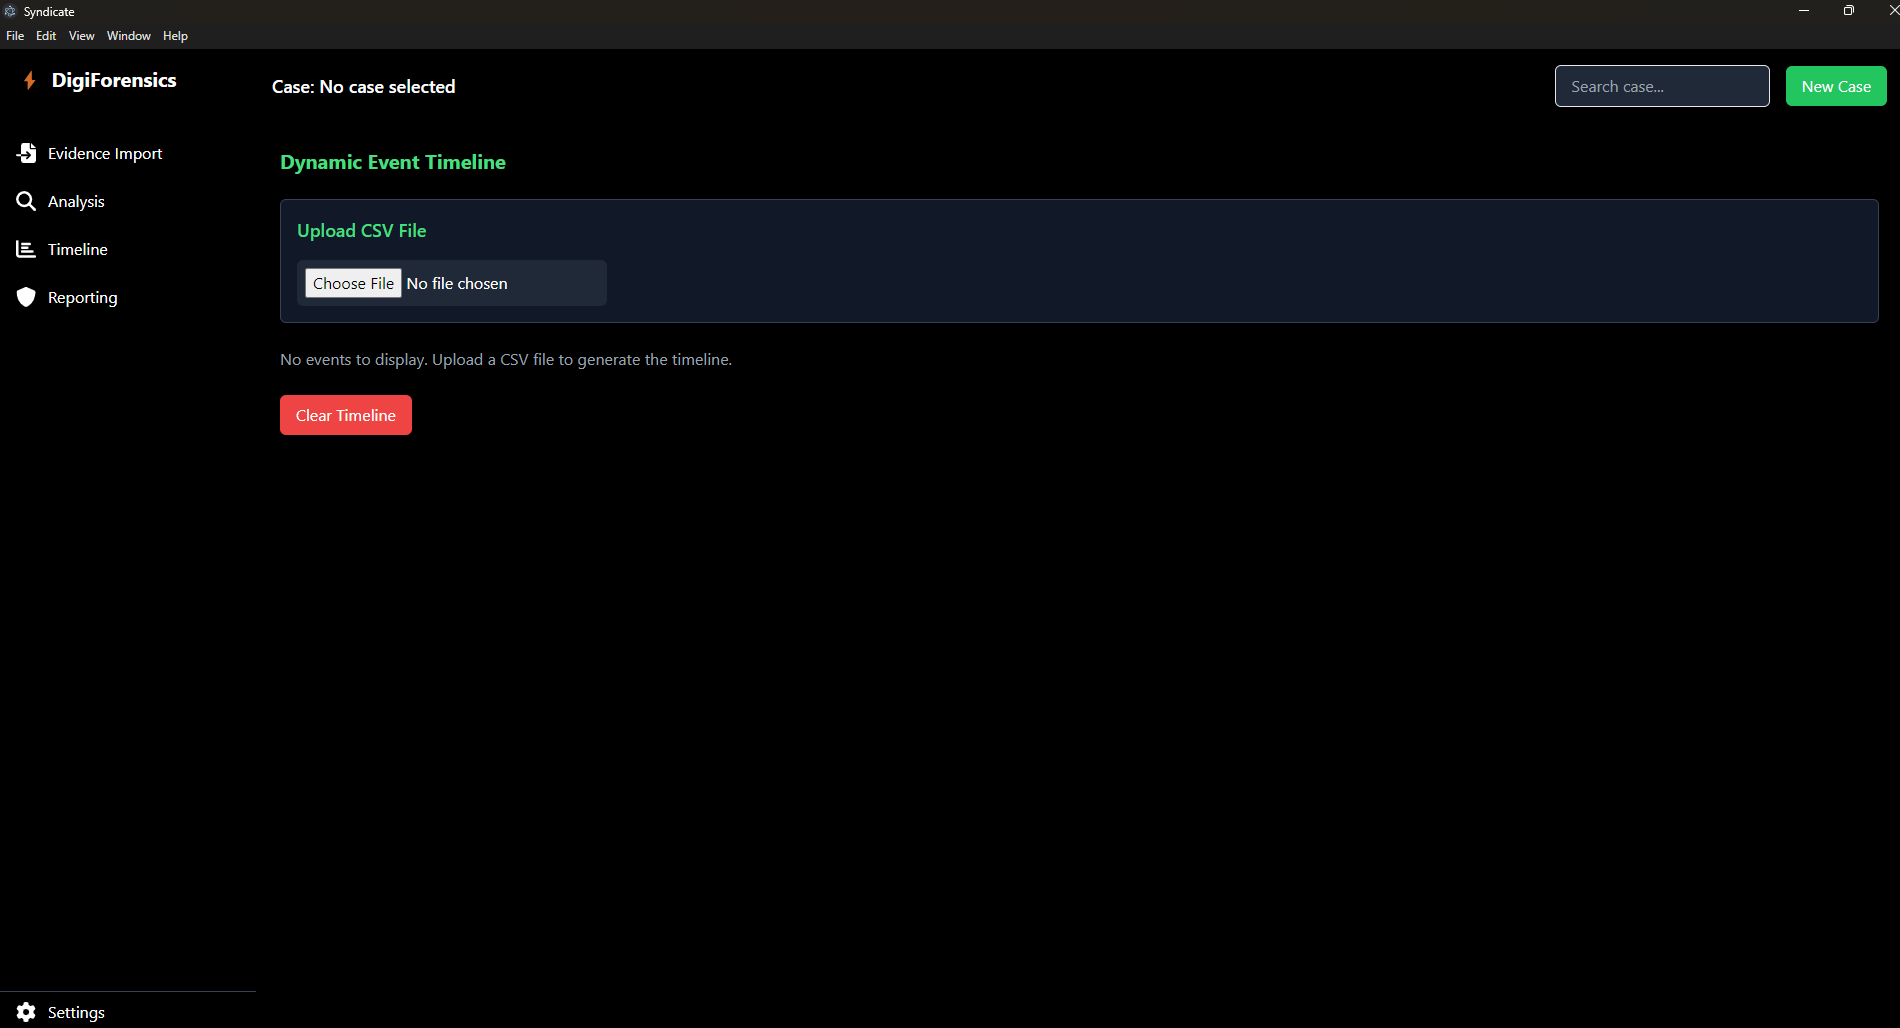 Syndicate
File Edit View Window Help
DigiForensics
Case: No case selected
Search case...
New Case
Evidence Import
Analysis
Timeline
Reporting
Dynamic Event Timeline
Upload CSV File
Choose File No file chosen
No events to display. Upload a CSV file to generate the timeline.
Clear Timeline
Settings